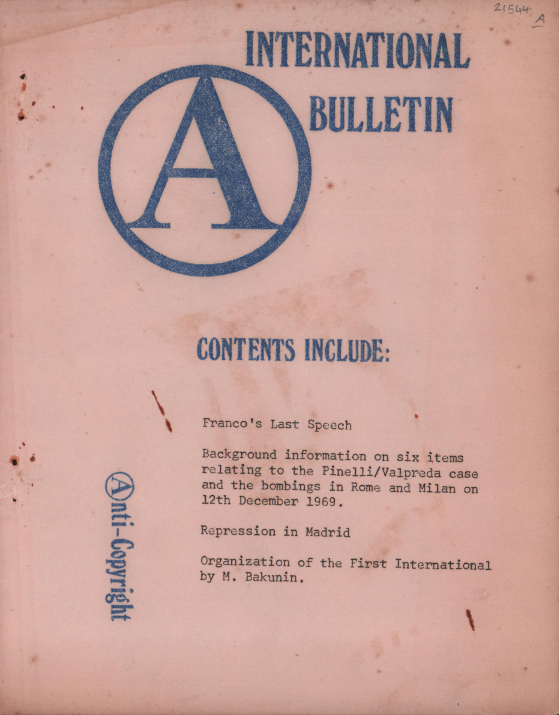 21544
A
INTERNATIONAL
BULLETIN
A
CONTENTS INCLUDE:
Franco's Last Speech
Background information on six items
relating to the Pinelli/Valpreda case
and the bombings in Rome and Milan on
12th December 1969.
Repression in Madrid
Organization of the First International
by M. Bakunin.
Anti-Copyright